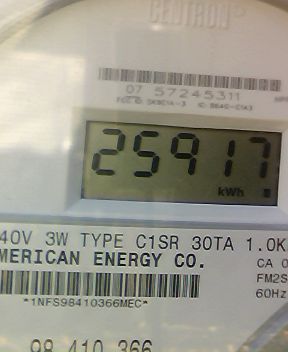 CENTRON®
07 57245311
25917
kWh
40V 3W TYPE C1SR 30TA 1.0K
MERICAN ENERGY CO.
CA 0
FM2S
*1NFS98410366MEC*
60Hz
98 410 366